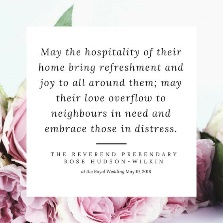 May the hospitality of their
home bring refreshment and
joy to all around them; may
their love overflow to
neighbours in need and
embrace those in distress.
THE REVEREND PREBENDARY
ROSE HUDSON-WILKIN
at the Royal Wedding May 19, 2018